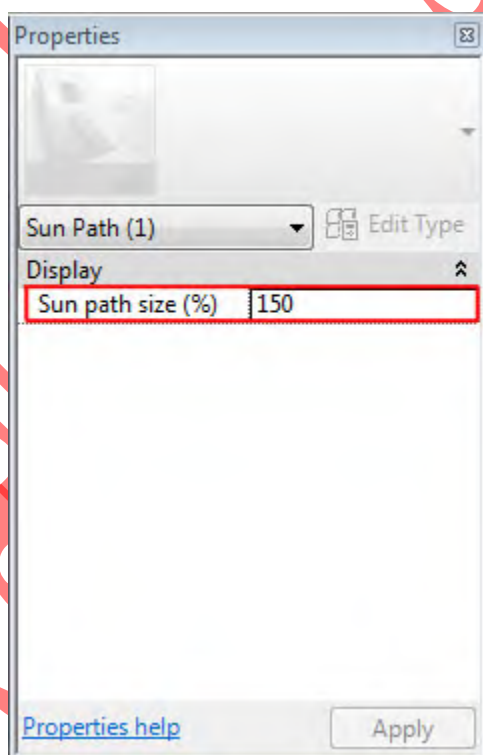 Properties
Sun Path (1)
Edit Type
Display
Sun path size (%) 150
Properties help
Apply